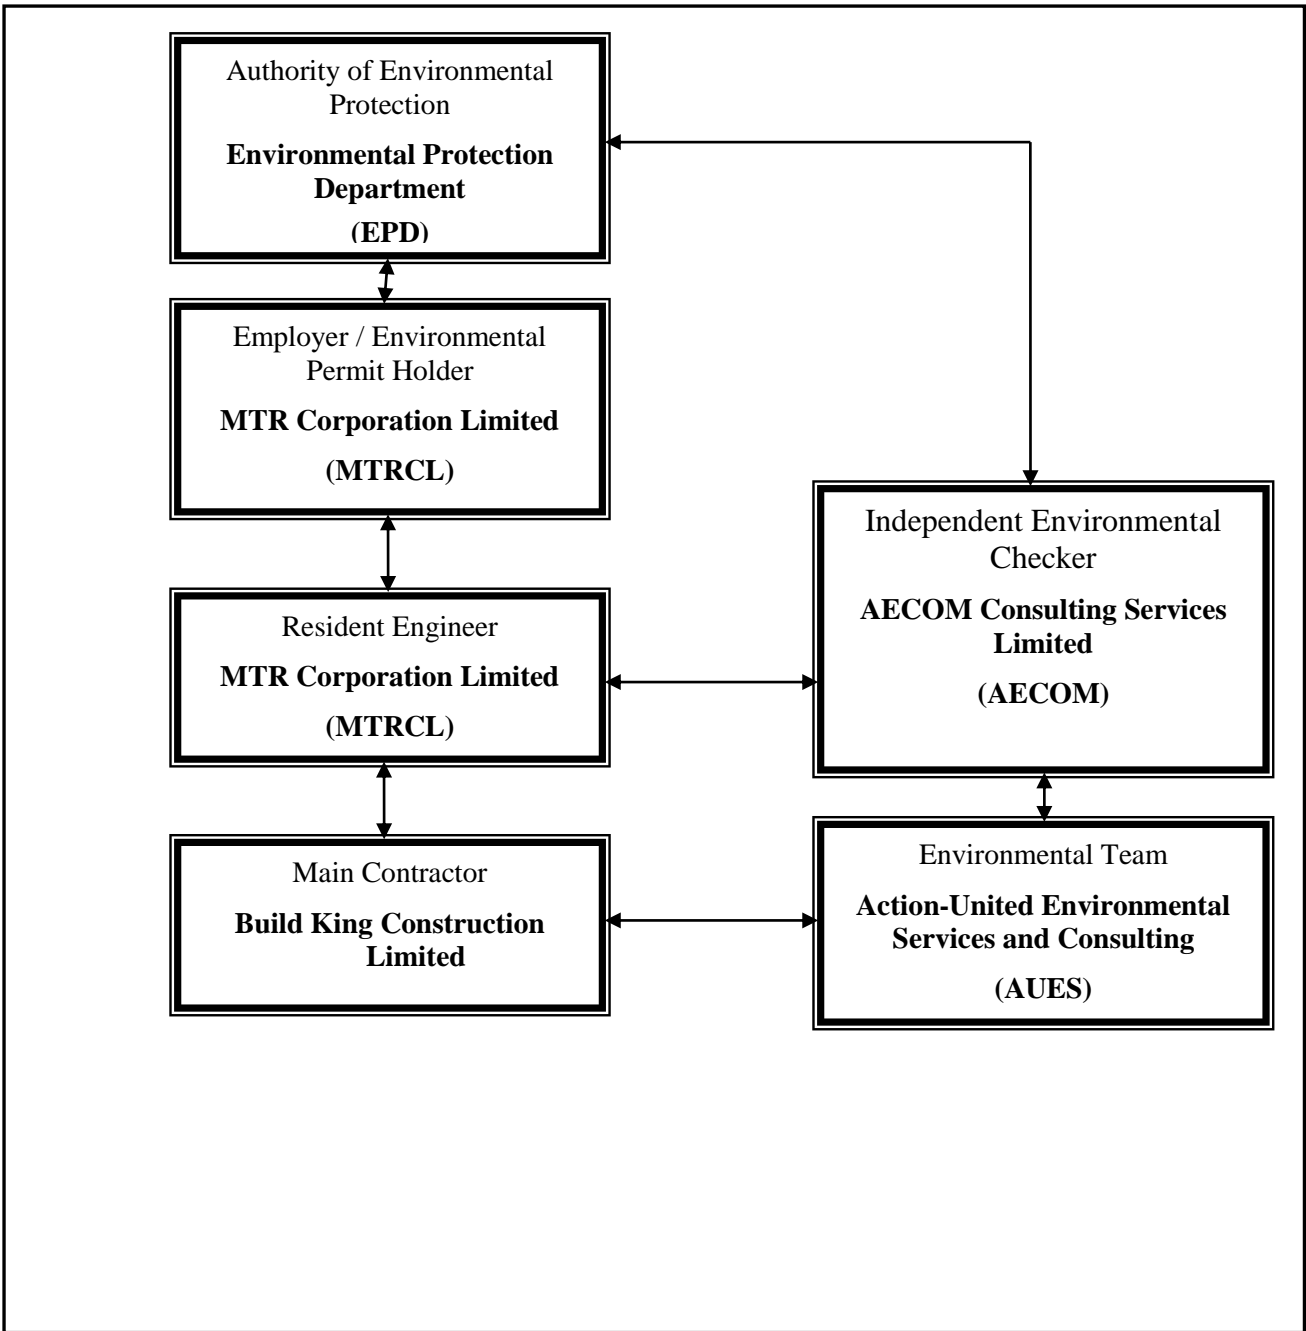 Authority of Environmental
Protection
Environmental Protection
Department
(EPD)
Employer / Environmental
Permit Holder
MTR Corporation Limited
(MTRCL)
Resident Engineer
MTR Corporation Limited
(MTRCL)
Main Contractor
Build King Construction
Limited
Independent Environmental
Checker
AECOM Consulting Services
Limited
(AECOM)
Environmental Team
Action-United Environmental
Services and Consulting
(AUES)